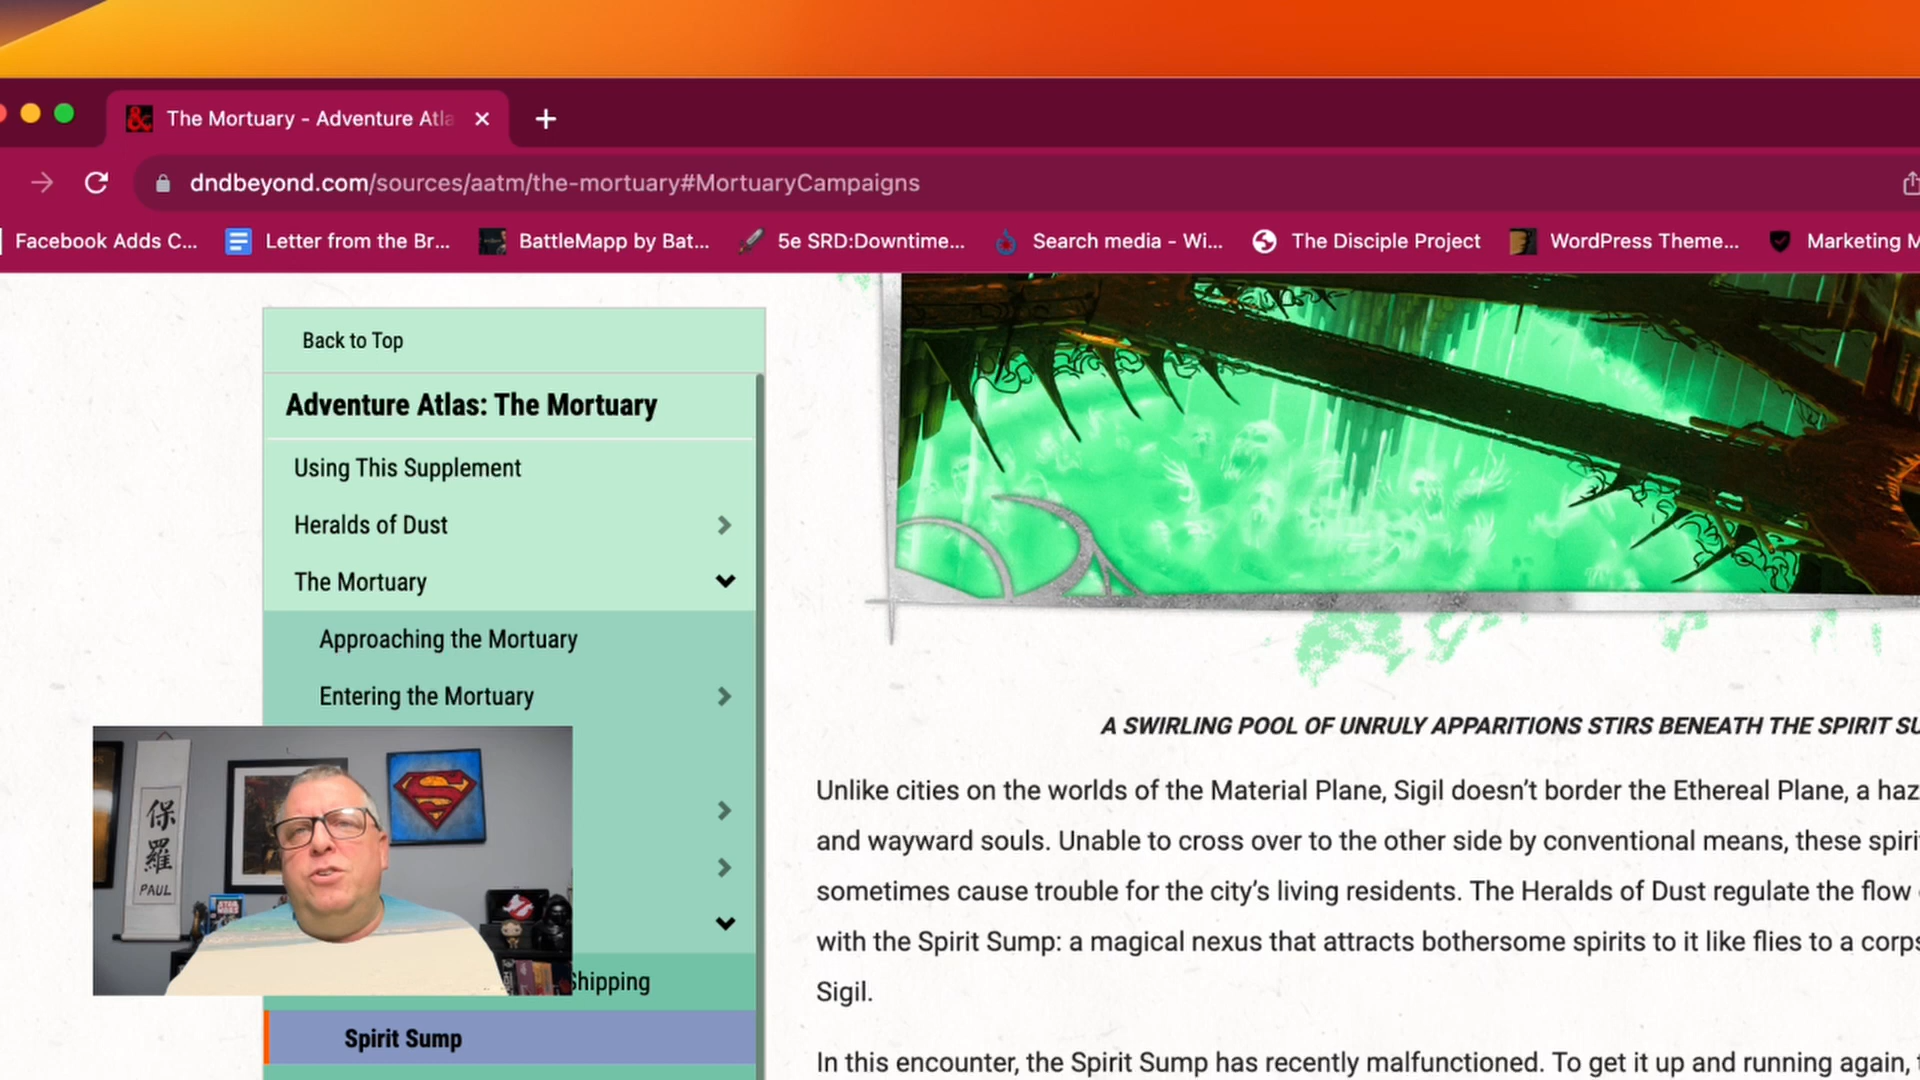 The Mortuary - Adventure Atla
dndbeyond.com/sources/aatm/the-mortuary#MortuaryCampaigns
Facebook Adds C... Letter from the Br... BattleMapp by Bat... 5e SRD:Downtime... Search media - Wi... The Disciple Project WordPress Theme... Marketing M
Back to Top
Adventure Atlas: The Mortuary
Using This Supplement
Heralds of Dust
The Mortuary
Approaching the Mortuary
Entering the Mortuary
保
羅
PAUL
STAR
WARS
Shipping
Spirit Sump
A SWIRLING POOL OF UNRULY APPARITIONS STIRS BENEATH THE SPIRIT SU
Unlike cities on the worlds of the Material Plane, Sigil doesn’t border the Ethereal Plane, a haz
and wayward souls. Unable to cross over to the other side by conventional means, these spiri
sometimes cause trouble for the city’s living residents. The Heralds of Dust regulate the flow
with the Spirit Sump: a magical nexus that attracts bothersome spirits to it like flies to a corps
Sigil.
In this encounter, the Spirit Sump has recently malfunctioned. To get it up and running again,